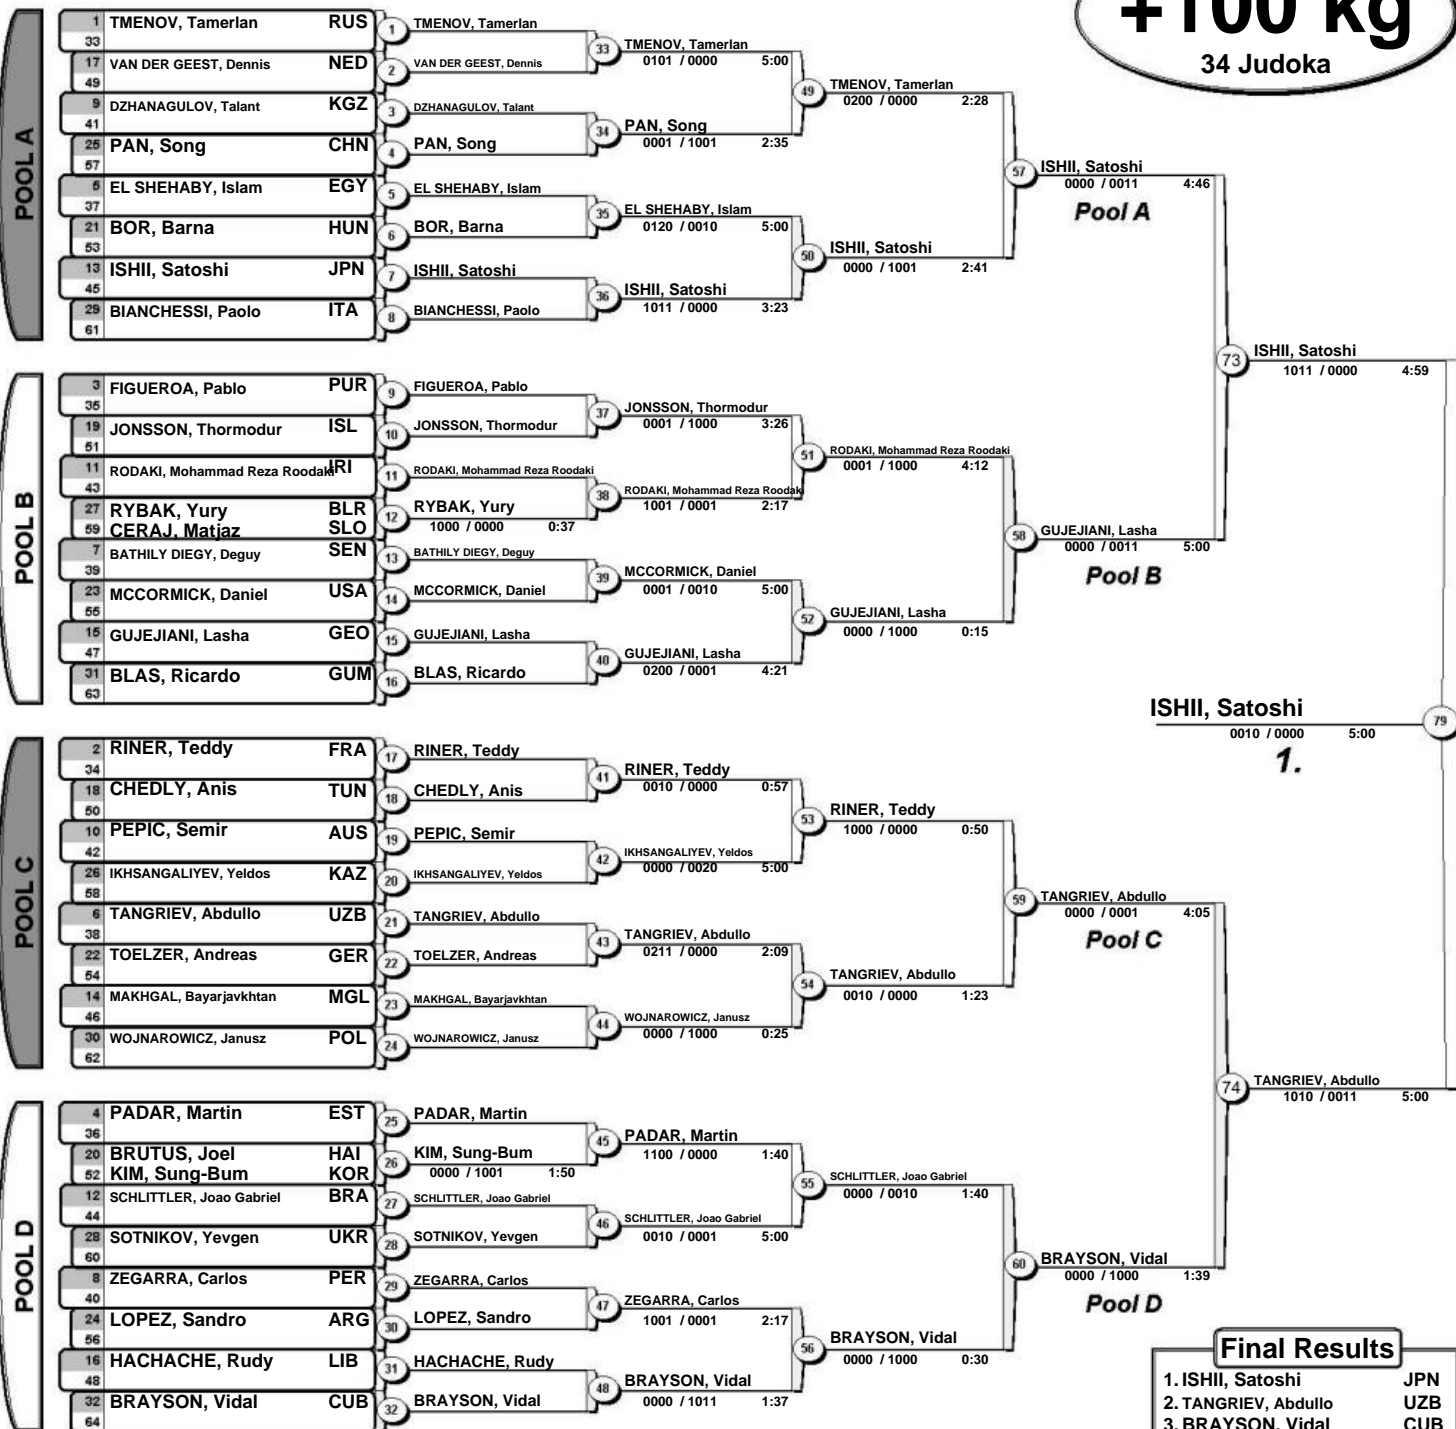 +100 kg
34 Judoka
POOL A
1 TMENOV, Tamerlan RUS
33
17 VAN DER GEEST, Dennis NED
49
9 DZHANAGULOV, Talant KGZ
41
25 PAN, Song CHN
57
5 EL SHEHABY, Islam EGY
37
21 BOR, Barna HUN
53
13 ISHII, Satoshi JPN
45
29 BIANCHESSI, Paolo ITA
61
1 TMENOV, Tamerlan
2 VAN DER GEEST, Dennis
3 DZHANAGULOV, Talant
4 PAN, Song
5 EL SHEHABY, Islam
6 BOR, Barna
7 ISHII, Satoshi
8 BIANCHESSI, Paolo
33 TMENOV, Tamerlan
0101 / 0000 5:00
34 PAN, Song
0001 / 1001 2:35
35 EL SHEHABY, Islam
0120 / 0010 5:00
36 ISHII, Satoshi
1011 / 0000 3:23
49 TMENOV, Tamerlan
0200 / 0000 2:28
50 ISHII, Satoshi
0000 / 1001 2:41
57 ISHII, Satoshi
0000 / 0011 4:46
Pool A
POOL B
3 FIGUEROA, Pablo PUR
35
19 JONSSON, Thormodur ISL
51
11 RODAKI, Mohammad Reza Roodaki IRI
43
27 RYBAK, Yury BLR
59 CERAJ, Matjaz SLO
7 BATHILY DIEGY, Deguy SEN
39
23 MCCORMICK, Daniel USA
55
15 GUJEJIANI, Lasha GEO
47
31 BLAS, Ricardo GUM
63
9 FIGUEROA, Pablo
10 JONSSON, Thormodur
11 RODAKI, Mohammad Reza Roodaki
12 RYBAK, Yury
1000 / 0000 0:37
13 BATHILY DIEGY, Deguy
14 MCCORMICK, Daniel
15 GUJEJIANI, Lasha
16 BLAS, Ricardo
37 JONSSON, Thormodur
0001 / 1000 3:26
38 RODAKI, Mohammad Reza Roodaki
1001 / 0001 2:17
39 MCCORMICK, Daniel
0001 / 0010 5:00
40 GUJEJIANI, Lasha
0200 / 0001 4:21
51 RODAKI, Mohammad Reza Roodaki
0001 / 1000 4:12
52 GUJEJIANI, Lasha
0000 / 1000 0:15
58 GUJEJIANI, Lasha
0000 / 0011 5:00
Pool B
73 ISHII, Satoshi
1011 / 0000 4:59
ISHII, Satoshi 79
0010 / 0000 5:00
1.
POOL C
2 RINER, Teddy FRA
34
18 CHEDLY, Anis TUN
50
10 PEPIC, Semir AUS
42
26 IKHSANGALIYEV, Yeldos KAZ
58
6 TANGRIEV, Abdullo UZB
38
22 TOELZER, Andreas GER
54
14 MAKHGAL, Bayarjavkhtan MGL
46
30 WOJNAROWICZ, Janusz POL
62
17 RINER, Teddy
18 CHEDLY, Anis
19 PEPIC, Semir
20 IKHSANGALIYEV, Yeldos
21 TANGRIEV, Abdullo
22 TOELZER, Andreas
23 MAKHGAL, Bayarjavkhtan
24 WOJNAROWICZ, Janusz
41 RINER, Teddy
0010 / 0000 0:57
42 IKHSANGALIYEV, Yeldos
0000 / 0020 5:00
43 TANGRIEV, Abdullo
0211 / 0000 2:09
44 WOJNAROWICZ, Janusz
0000 / 1000 0:25
53 RINER, Teddy
1000 / 0000 0:50
54 TANGRIEV, Abdullo
0010 / 0000 1:23
59 TANGRIEV, Abdullo
0000 / 0001 4:05
Pool C
POOL D
4 PADAR, Martin EST
36
20 BRUTUS, Joel HAI
52 KIM, Sung-Bum KOR
12 SCHLITTLER, Joao Gabriel BRA
44
28 SOTNIKOV, Yevgen UKR
60
8 ZEGARRA, Carlos PER
40
24 LOPEZ, Sandro ARG
56
16 HACHACHE, Rudy LIB
48
32 BRAYSON, Vidal CUB
64
25 PADAR, Martin
26 KIM, Sung-Bum
0000 / 1001 1:50
27 SCHLITTLER, Joao Gabriel
28 SOTNIKOV, Yevgen
29 ZEGARRA, Carlos
30 LOPEZ, Sandro
31 HACHACHE, Rudy
32 BRAYSON, Vidal
45 PADAR, Martin
1100 / 0000 1:40
46 SCHLITTLER, Joao Gabriel
0010 / 0001 5:00
47 ZEGARRA, Carlos
1001 / 0001 2:17
48 BRAYSON, Vidal
0000 / 1011 1:37
55 SCHLITTLER, Joao Gabriel
0000 / 0010 1:40
56 BRAYSON, Vidal
0000 / 1000 0:30
60 BRAYSON, Vidal
0000 / 1000 1:39
Pool D
74 TANGRIEV, Abdullo
1010 / 0011 5:00
Final Results
1. ISHII, Satoshi JPN
2. TANGRIEV, Abdullo UZB
3. BRAYSON, Vidal CUB